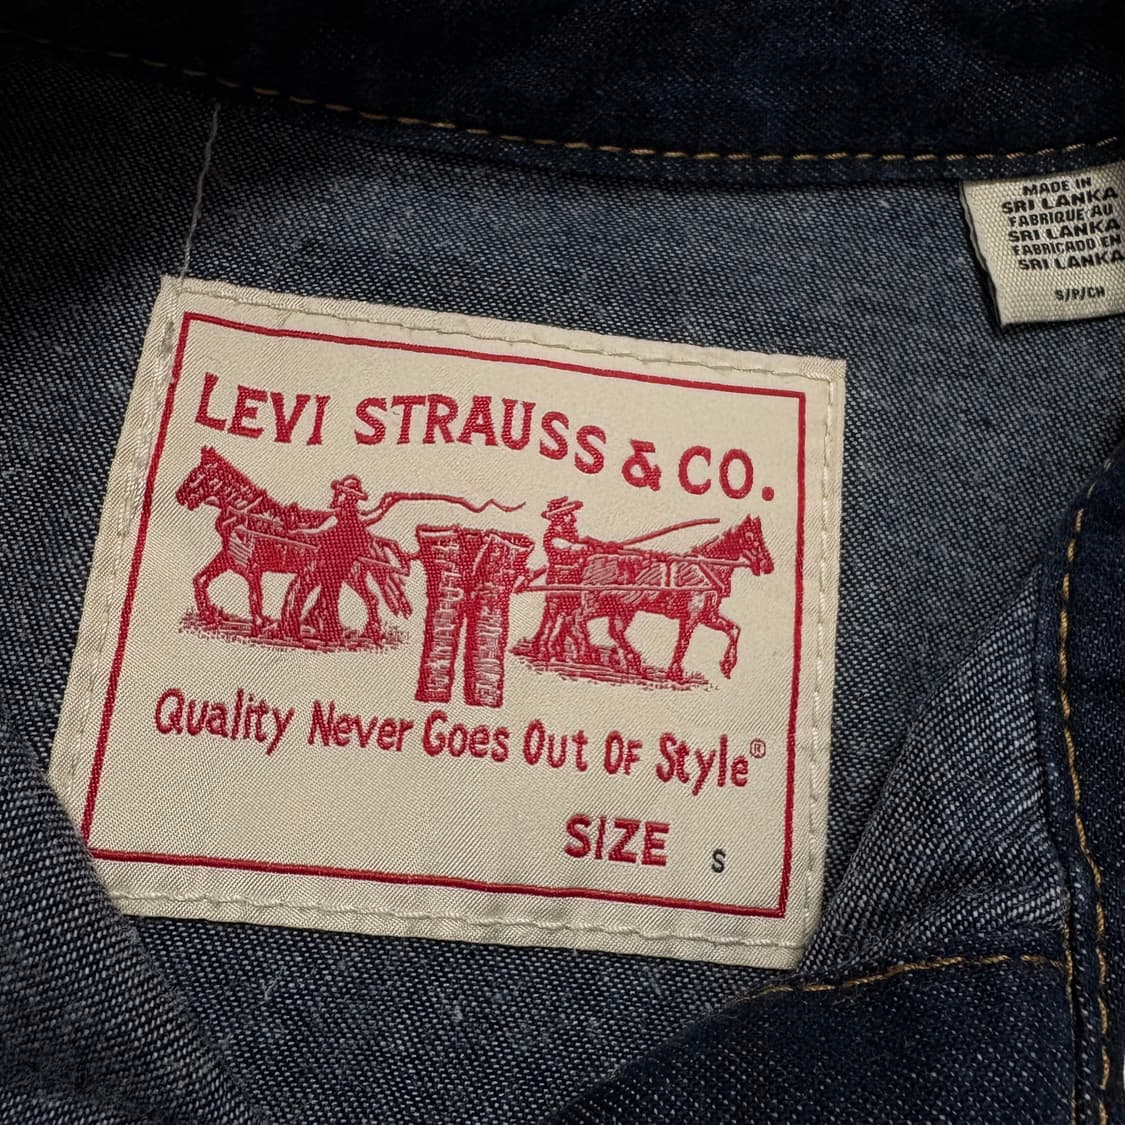 MADE IN
SRI LANKA
FABRIQUE AU
SRI LANKA
FABRICADO EN
SRI LANKA
S/P/CH
LEVI STRAUSS & CO.
Quality Never Goes Out OF Style®
SIZE S